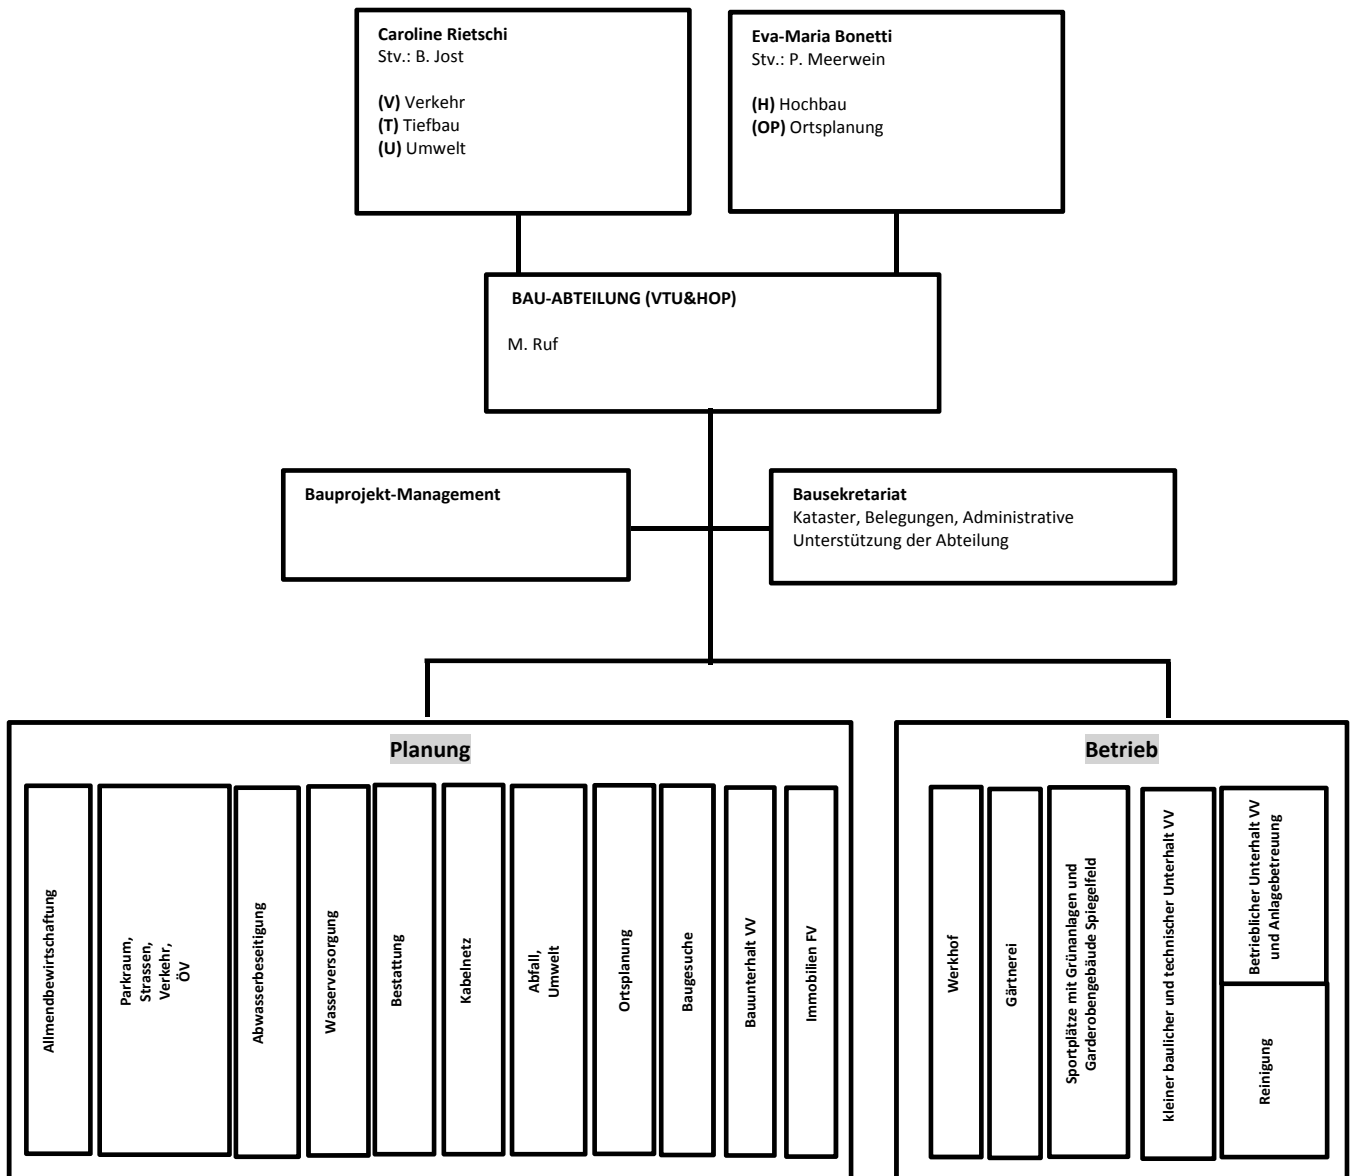 Caroline Rietschi
Stv.: B. Jost
(V) Verkehr
(T) Tiefbau
(U) Umwelt
Eva-Maria Bonetti
Stv.: P. Meerwein
(H) Hochbau
(OP) Ortsplanung
BAU-ABTEILUNG (VTU&HOP)
M. Ruf
Bauprojekt-Management
Bausekretariat
Kataster, Belegungen, Administrative
Unterstützung der Abteilung
Planung
Allmendbewirtschaftung
Parkraum,
Strassen,
Verkehr,
ÖV
Abwasserbeseitigung
Wasserversorgung
Bestattung
Kabelnetz
Abfall,
Umwelt
Ortsplanung
Baugesuche
Bauunterhalt VV
Immobilien FV
Betrieb
Werkhof
Gärtnerei
Sportplätze mit Grünanlagen und
Garderobengebäude Spiegelfeld
kleiner baulicher und technischer Unterhalt VV
Betrieblicher Unterhalt VV
und Anlagebetreuung
Reinigung